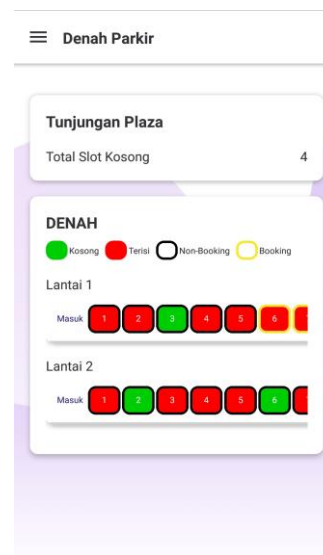 Denah Parkir
Tunjungan Plaza
Total Slot Kosong 4
DENAH
Kosong Terisi Non-Booking Booking
Lantai 1
Masuk 1 2 3 4 5 6
Lantai 2
Masuk 1 2 3 4 5 6